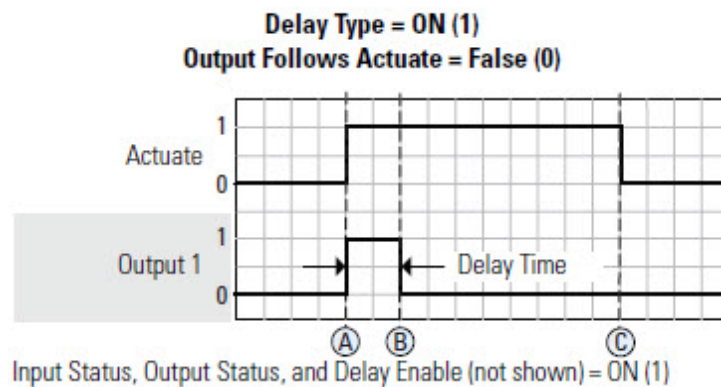 Delay Type = ON (1)
Output Follows Actuate = False (0)
1
Actuate
0
1
Output 1
Delay Time
0
A B C
Input Status, Output Status, and Delay Enable (not shown) = ON (1)